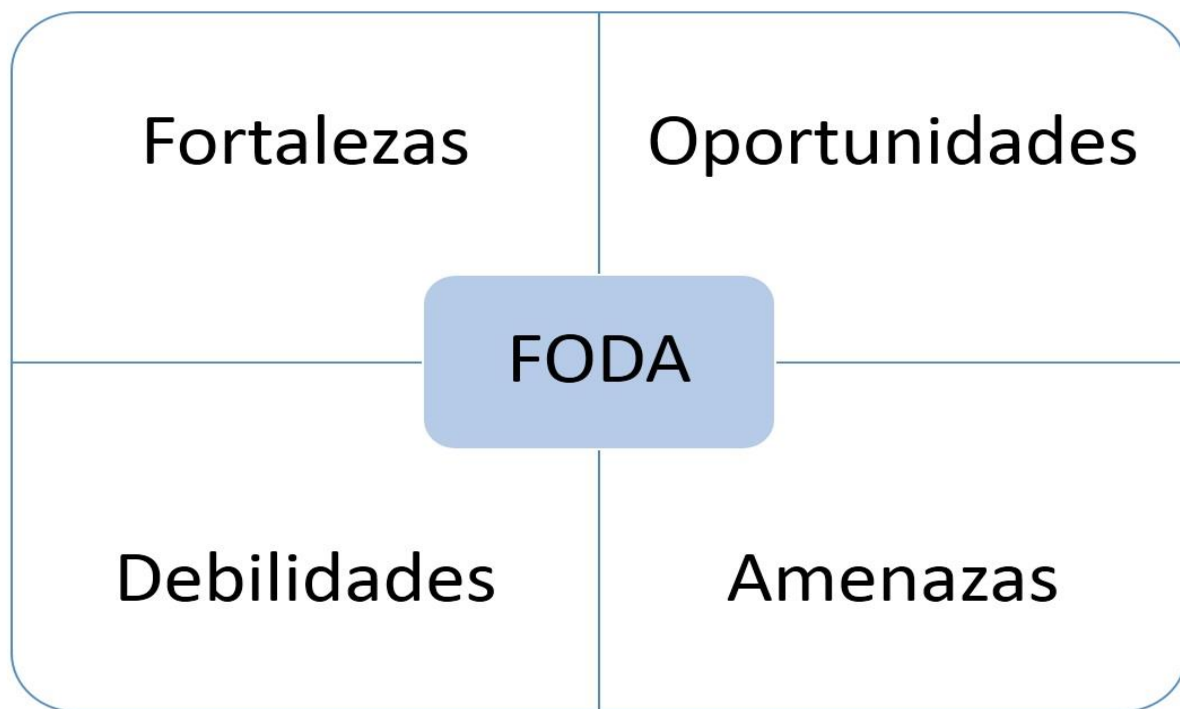 Fortalezas
Oportunidades
FODA
Debilidades
Amenazas